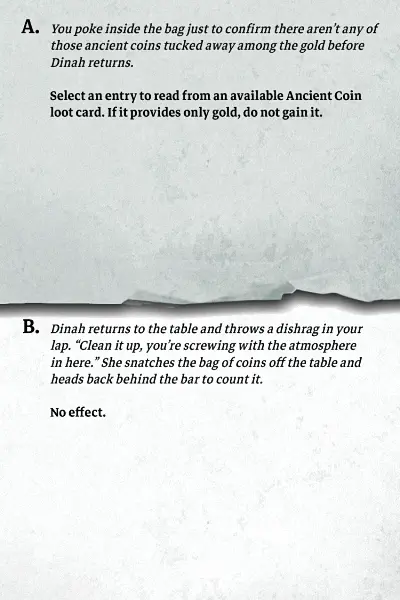 A. You poke inside the bag just to confirm there aren't any of
those ancient coins tucked away among the gold before
Dinah returns.
Select an entry to read from an available Ancient Coin
loot card. If it provides only gold, do not gain it.
B. Dinah returns to the table and throws a dishrag in your
lap. “Clean it up, you're screwing with the atmosphere
in here.” She snatches the bag of coins off the table and
heads back behind the bar to count it.
No effect.